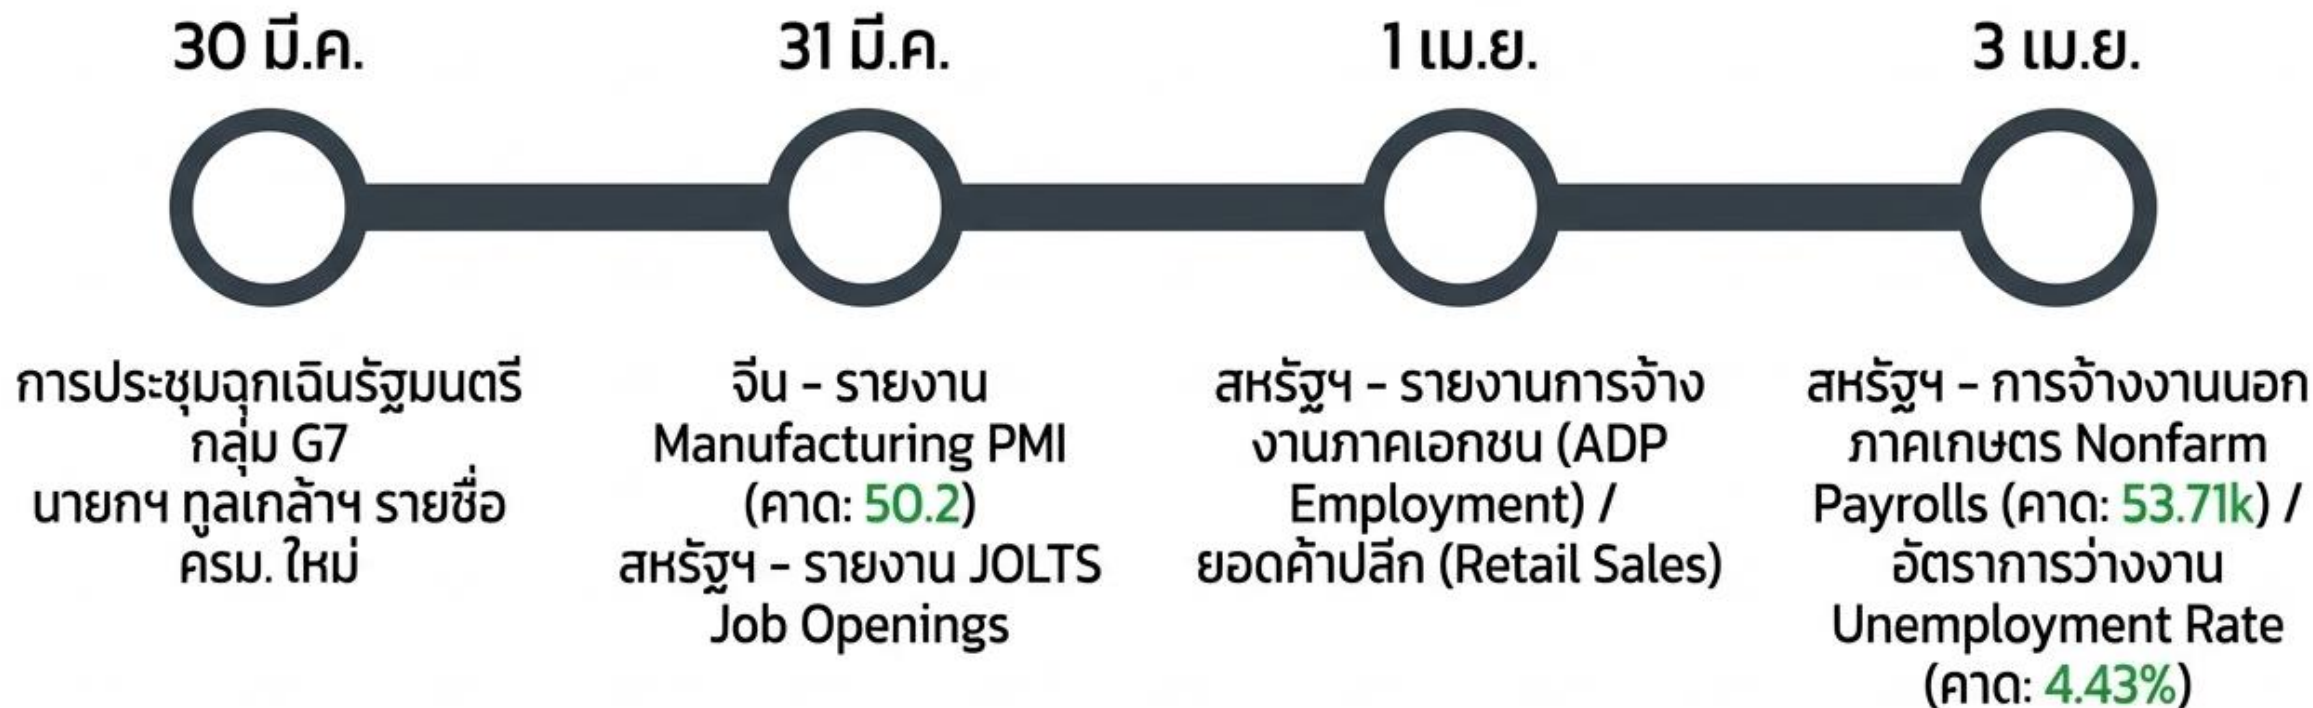 30 มี.ค.
การประชุมฉุกเฉินรัฐมนตรี
กลุ่ม G7
นายกฯ ทูลเกล้าฯ รายชื่อ
ครม. ใหม่
31 มี.ค.
จีน – รายงาน
Manufacturing PMI
(คาด: 50.2)
สหรัฐฯ – รายงาน JOLTS
Job Openings
1 เม.ย.
สหรัฐฯ – รายงานการจ้าง
งานภาคเอกชน (ADP
Employment) /
ยอดค้าปลีก (Retail Sales)
3 เม.ย.
สหรัฐฯ – การจ้างงานนอก
ภาคเกษตร Nonfarm
Payrolls (คาด: 53.71k) /
อัตราการว่างงาน
Unemployment Rate
(คาด: 4.43%)